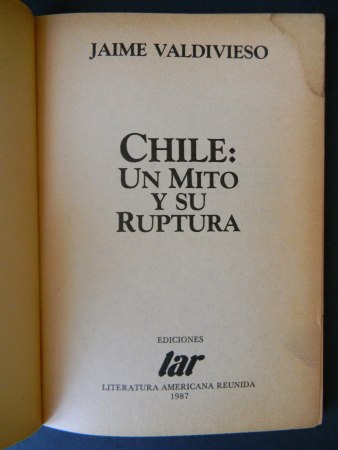 JAIME VALDIVIESO
CHILE:
UN MITO
Y SU
RUPTURA
EDICIONES
lar
LITERATURA AMERICANA REUNIDA
1987